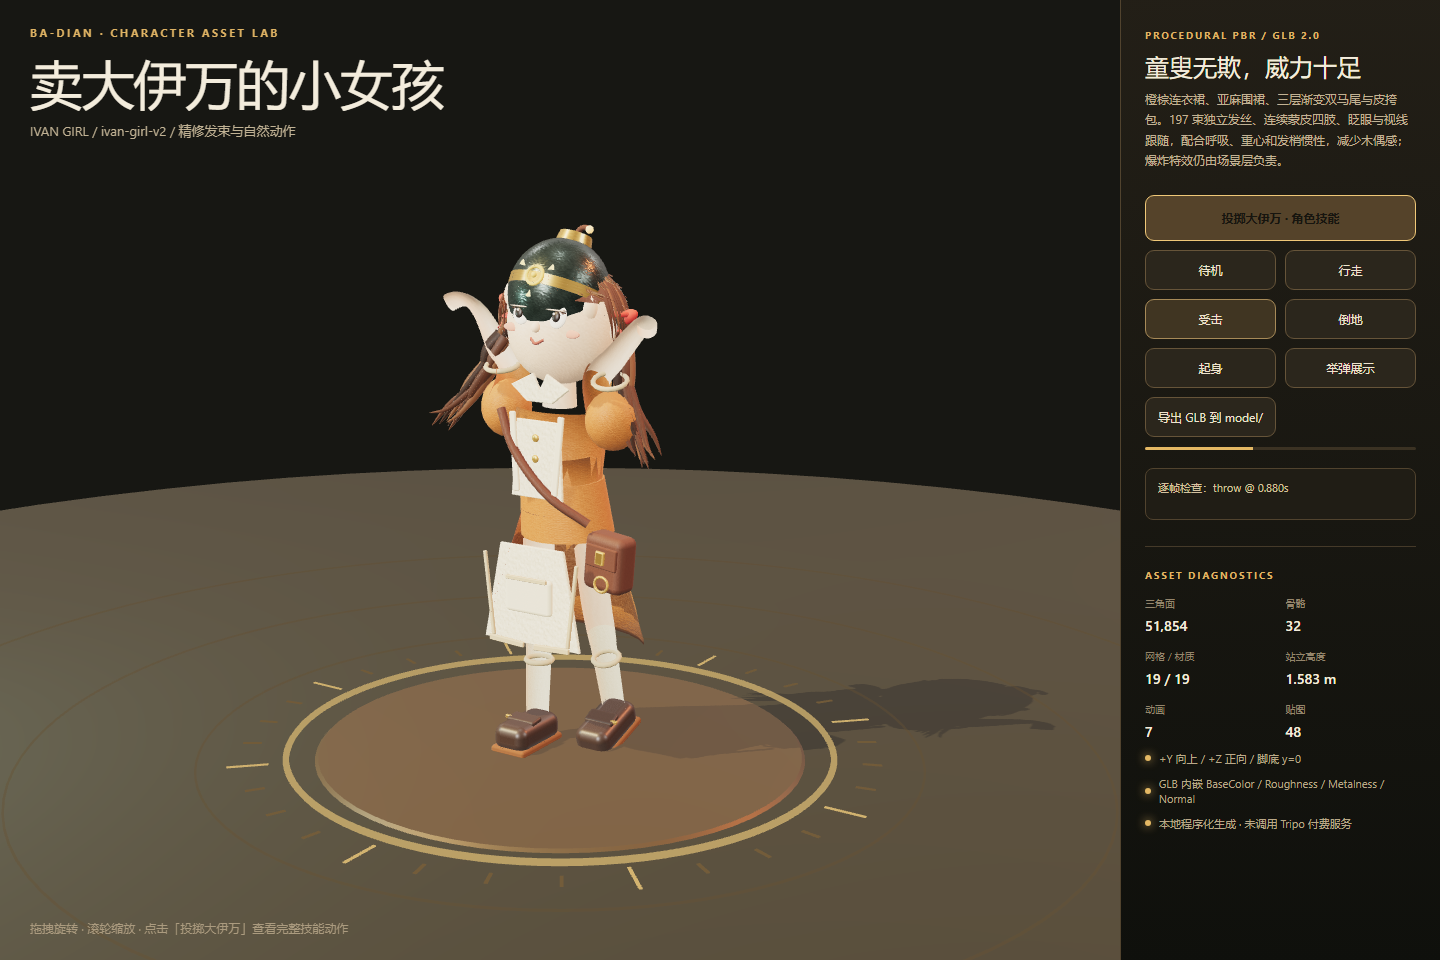 BA-DIAN · CHARACTER ASSET LAB
卖大伊万的小女孩
IVAN GIRL / ivan-girl-v2 / 精修发束与自然动作
PROCEDURAL PBR / GLB 2.0
童叟无欺，威力十足
橙棕连衣裙、亚麻围裙、三层渐变双马尾与皮挎
包。197 束独立发丝、连续蒙皮四肢、眨眼与视线
跟随，配合呼吸、重心和发梢惯性，减少木偶感；
爆炸特效仍由场景层负责。
投掷大伊万 · 角色技能
待机
行走
受击
倒地
起身
举弹展示
导出 GLB 到 model/
逐帧检查：throw @ 0.880s
ASSET DIAGNOSTICS
三角面
骨骼
51,854
32
网格 / 材质
站立高度
19 / 19
1.583 m
动画
贴图
7
48
+Y 向上 / +Z 正向 / 脚底 y=0
GLB 内嵌 BaseColor / Roughness / Metalness /
Normal
本地程序化生成 · 未调用 Tripo 付费服务
拖拽旋转 · 滚轮缩放 · 点击「投掷大伊万」查看完整技能动作